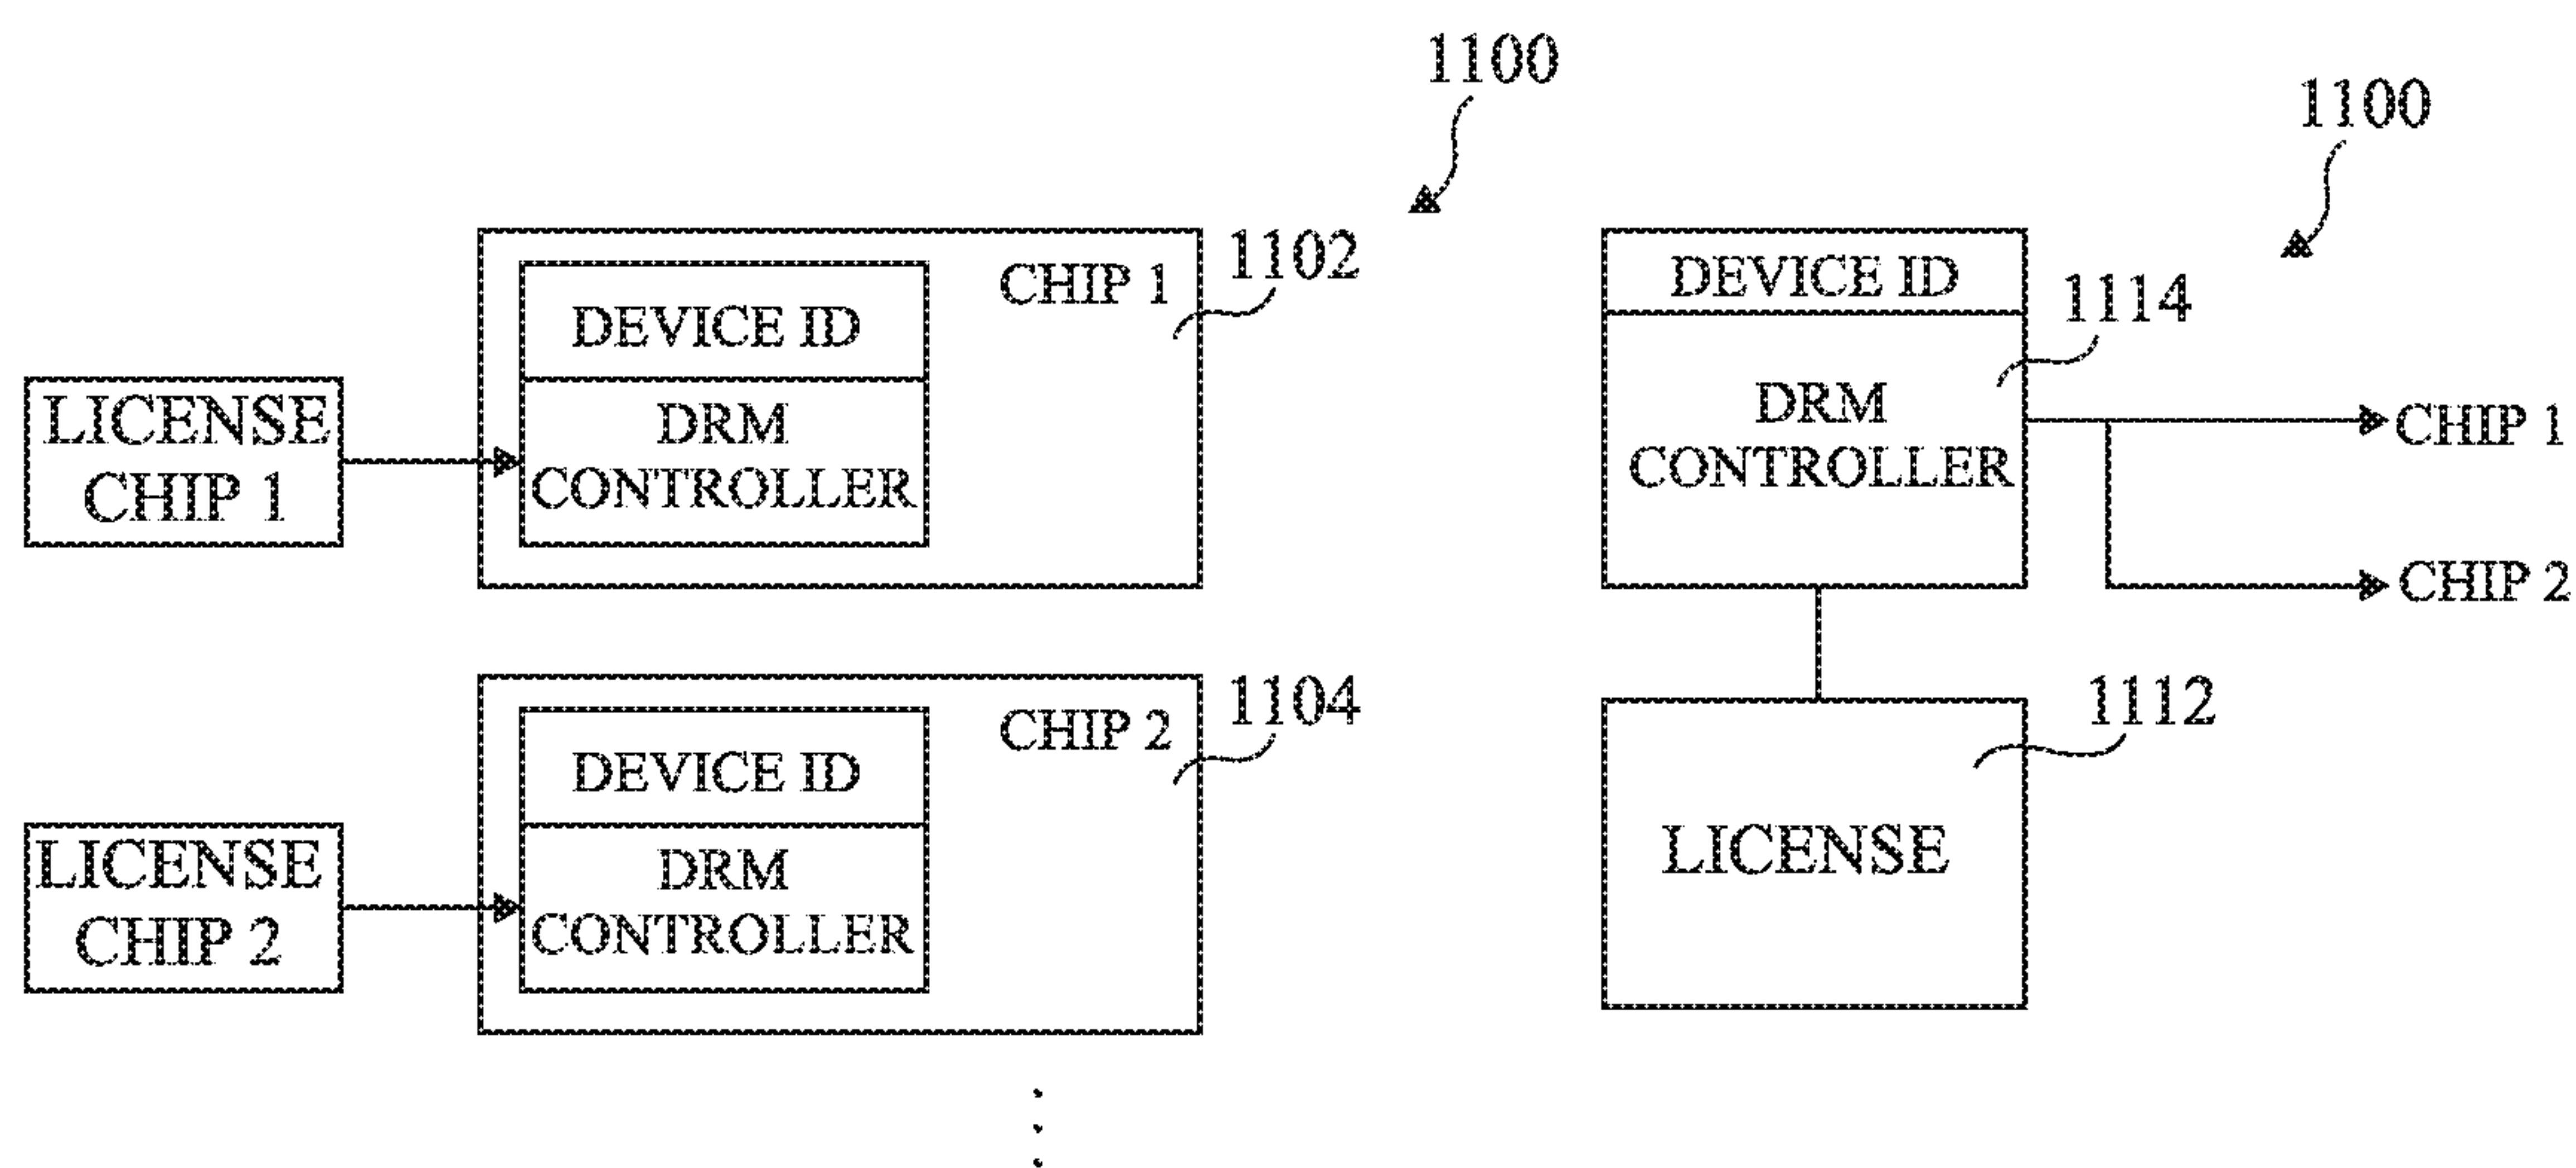 1100
1102
CHIP 1
DEVICE ID
DRM
CONTROLLER
LICENSE
CHIP 1
1104
CHIP 2
DEVICE ID
DRM
CONTROLLER
LICENSE
CHIP 2
1100
DEVICE ID
1114
DRM
CONTROLLER
CHIP 1
CHIP 2
1112
LICENSE